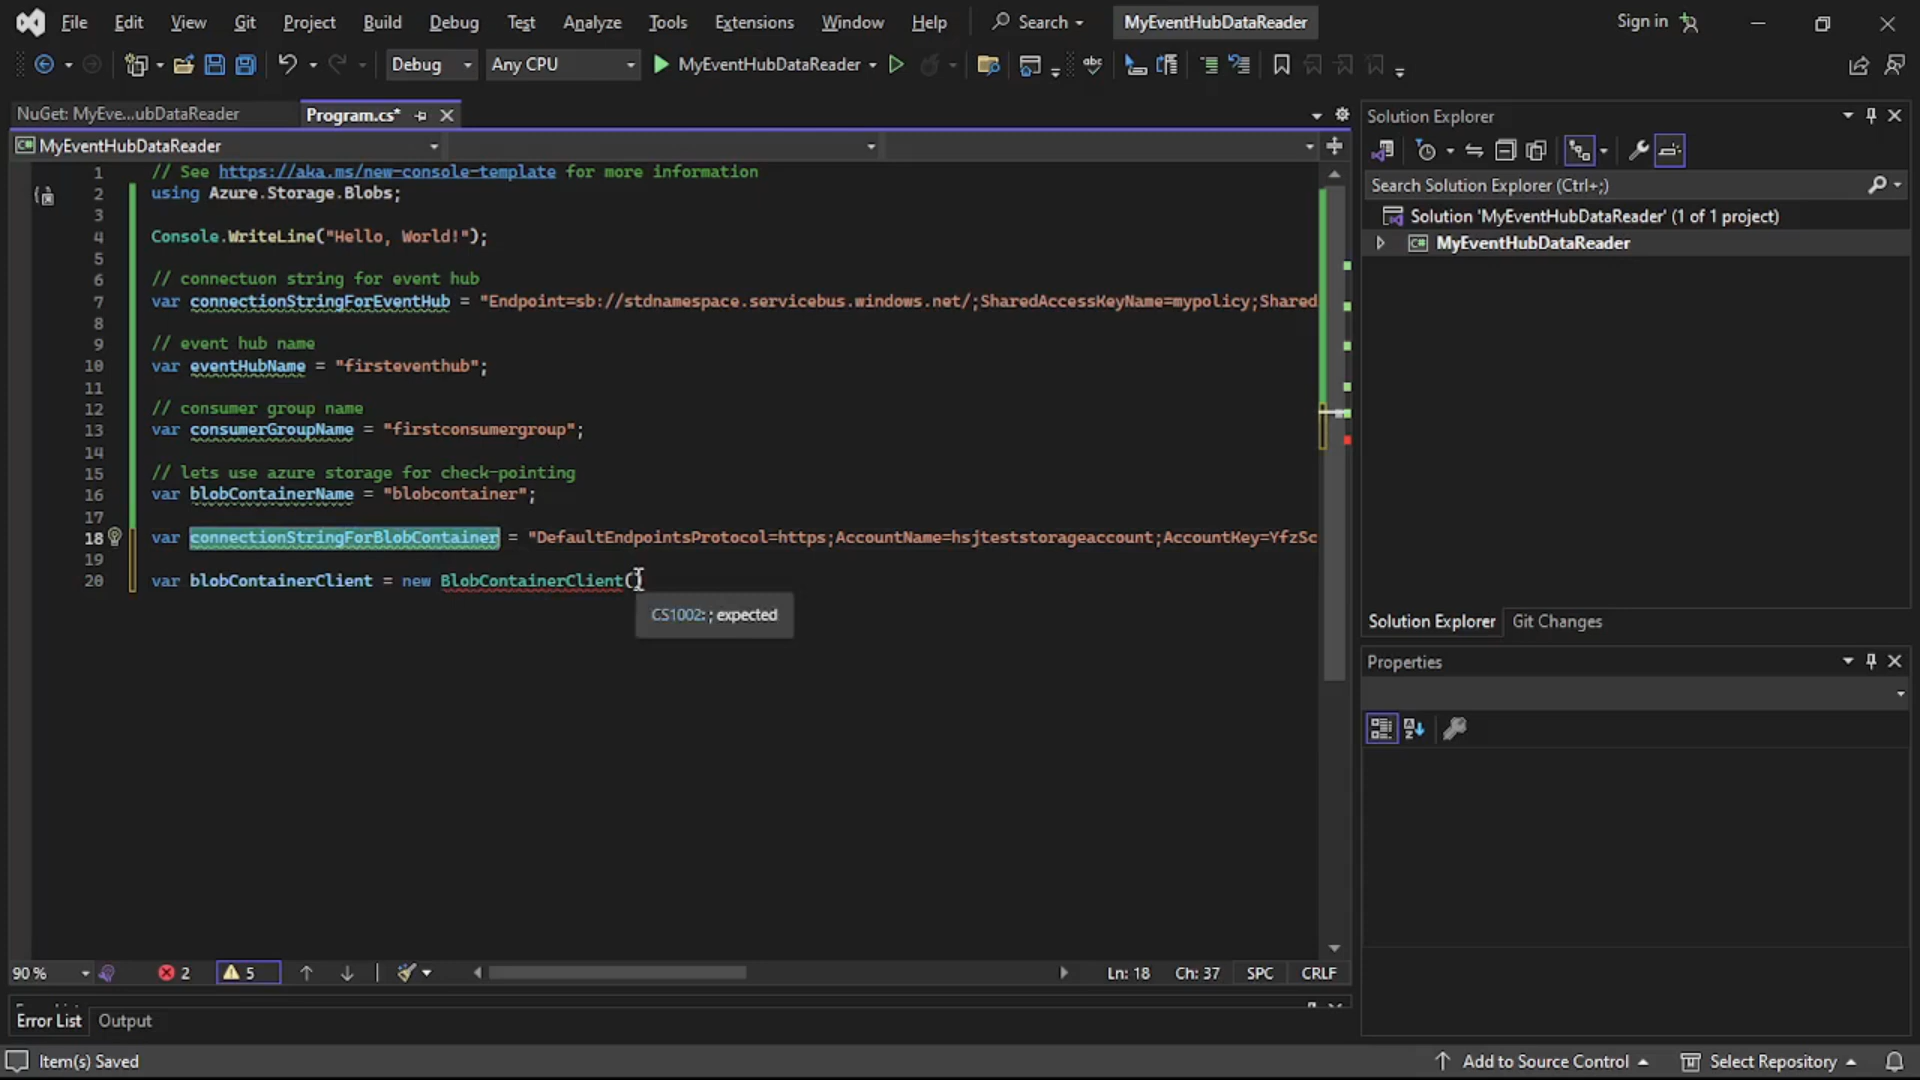 File Edit View Git Project Build Debug Test Analyze Tools Extensions Window Help Search MyEventHubDataReader Sign in
Debug Any CPU MyEventHubDataReader
NuGet: MyEve...ubDataReader Program.cs*
MyEventHubDataReader
1 // See https://aka.ms/new-console-template for more information
2 using Azure.Storage.Blobs;
3
4 Console.WriteLine("Hello, World!");
5
6 // connectuon string for event hub
7 var connectionStringForEventHub = "Endpoint=sb://stdnamespace.servicebus.windows.net/;SharedAccessKeyName=mypolicy;Shared
8
9 // event hub name
10 var eventHubName = "firsteventhub";
11
12 // consumer group name
13 var consumerGroupName = "firstconsumergroup";
14
15 // lets use azure storage for check-pointing
16 var blobContainerName = "blobcontainer";
17
18 var connectionStringForBlobContainer = "DefaultEndpointsProtocol=https;AccountName=hsjteststorageaccount;AccountKey=YfzSc
19
20 var blobContainerClient = new BlobContainerClient()
CS1002: ; expected
90 % 2 5 Ln: 18 Ch: 37 SPC CRLF
Error List Output
Item(s) Saved
Solution Explorer
Search Solution Explorer (Ctrl+;)
Solution 'MyEventHubDataReader' (1 of 1 project)
MyEventHubDataReader
Solution Explorer Git Changes
Properties
Add to Source Control Select Repository